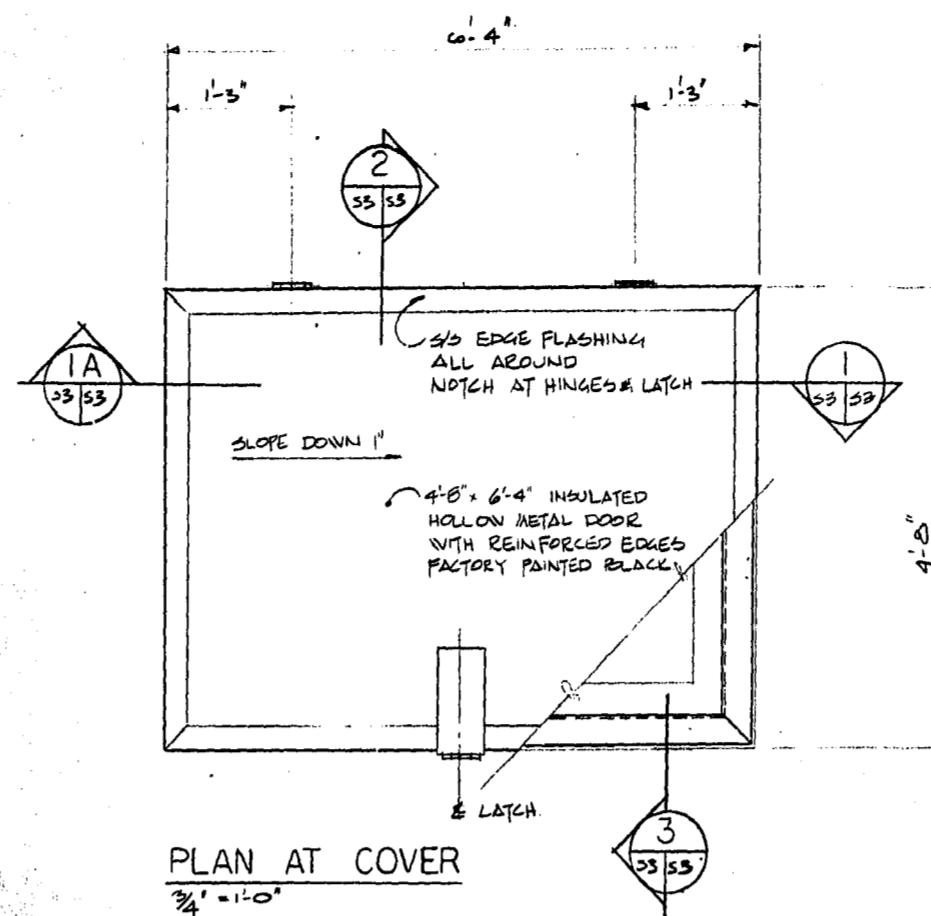 6'-4"
1'-3"
1'-3"
2
S3 S3
S/S EDGE FLASHING
ALL AROUND
NOTCH AT HINGES & LATCH
1A
S3 S3
1
S3 S3
SLOPE DOWN 1"
4'-8" x 6'-4" INSULATED
HOLLOW METAL DOOR
WITH REINFORCED EDGES
FACTORY PAINTED BLACK
4'-8"
℄ LATCH
3
S3 S3
PLAN AT COVER
3/4" = 1'-0"